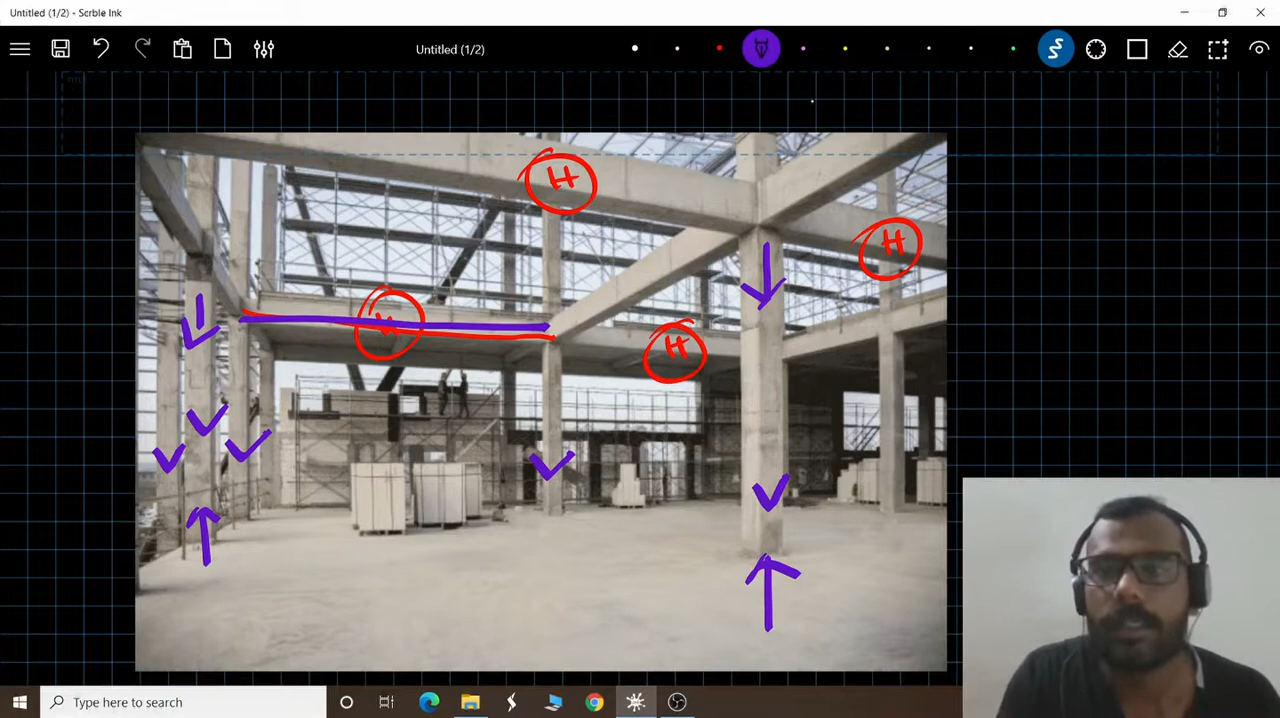 Untitled (1/2) - Scrble Ink
Untitled (1/2)
H
H
H
H
Type here to search